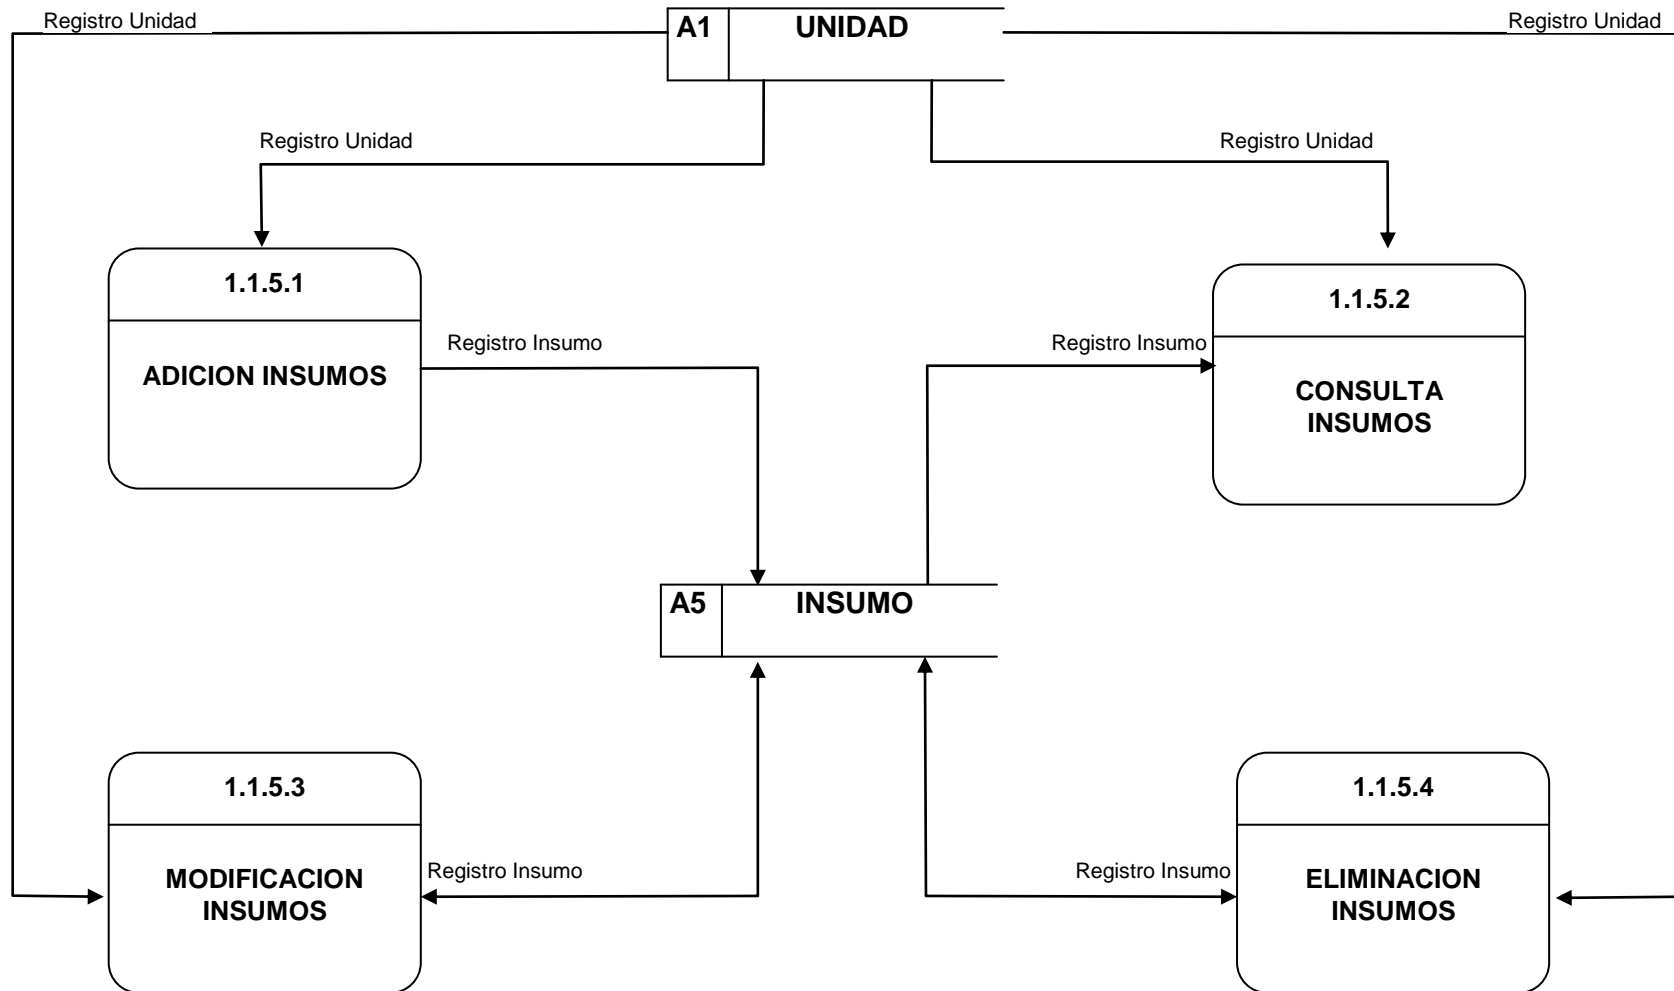 Registro Unidad
A1
UNIDAD
Registro Unidad
Registro Unidad
Registro Unidad
1.1.5.1
ADICION INSUMOS
Registro Insumo
Registro Insumo
1.1.5.2
CONSULTA
INSUMOS
A5
INSUMO
1.1.5.3
MODIFICACION
INSUMOS
Registro Insumo
Registro Insumo
1.1.5.4
ELIMINACION
INSUMOS